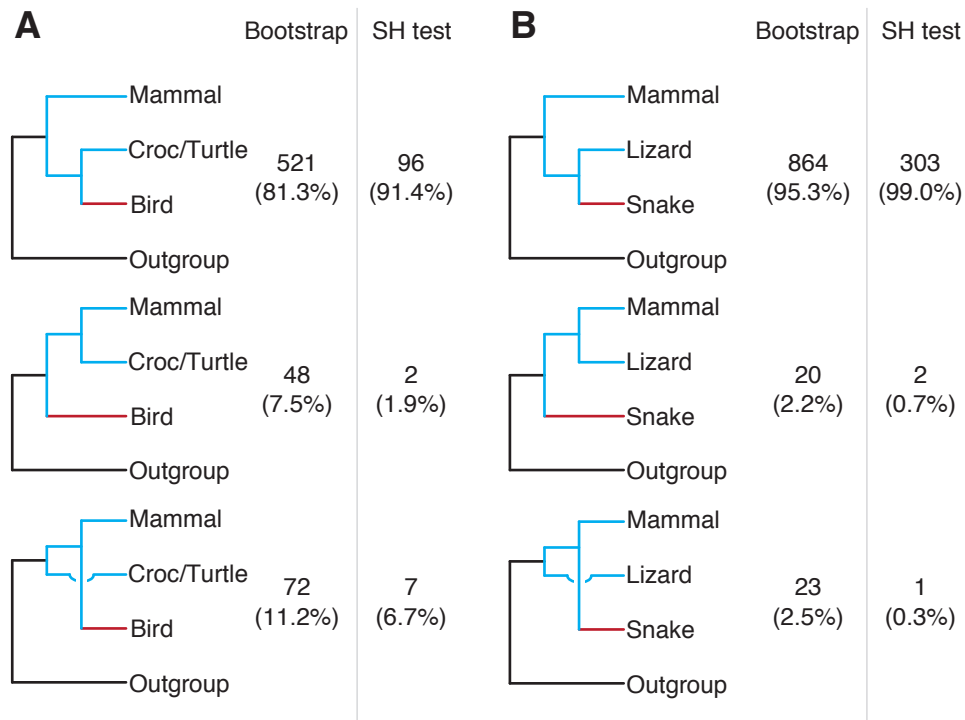 A Bootstrap SH test
Mammal
Croc/Turtle
521 96
(81.3%) (91.4%)
Bird
Outgroup
Mammal
Croc/Turtle
48 2
(7.5%) (1.9%)
Bird
Outgroup
Mammal
Croc/Turtle
72 7
(11.2%) (6.7%)
Bird
Outgroup
B Bootstrap SH test
Mammal
Lizard
864 303
(95.3%) (99.0%)
Snake
Outgroup
Mammal
Lizard
20 2
(2.2%) (0.7%)
Snake
Outgroup
Mammal
Lizard
23 1
(2.5%) (0.3%)
Snake
Outgroup